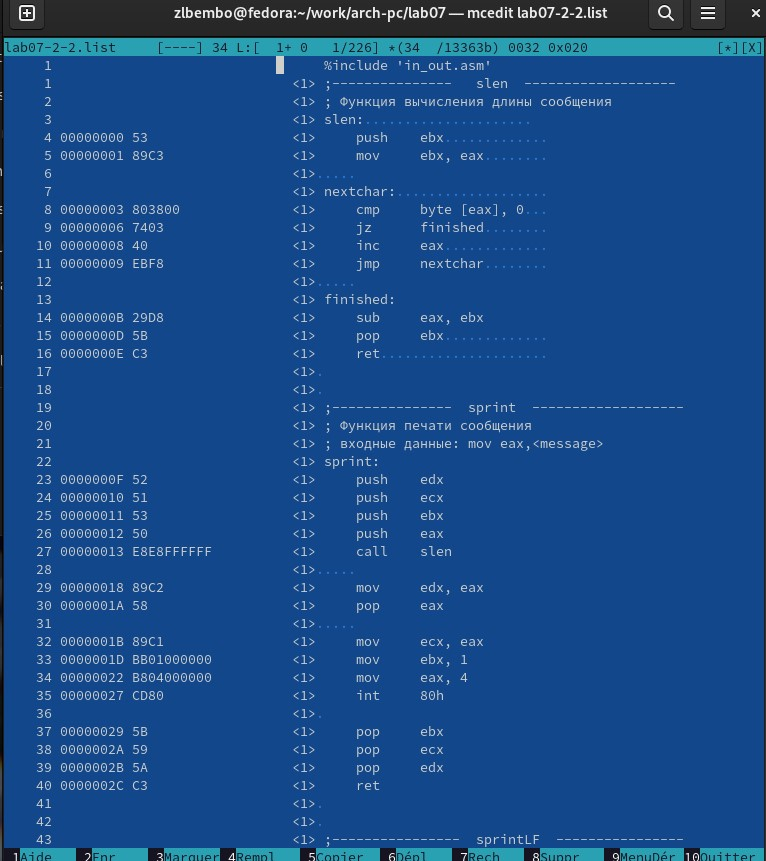 zlbembo@fedora:~/work/arch-pc/lab07 — mcedit lab07-2-2.list
lab07-2-2.list [----] 34 L:[ 1+ 0 1/226] *(34 /13363b) 0032 0x020 [*][X]
1 %include 'in_out.asm'
1 <1> ;--------------- slen -------------------
2 <1> ; Функция вычисления длины сообщения
3 <1> slen:.....................
4 00000000 53 <1> push ebx.............
5 00000001 89C3 <1> mov ebx, eax........
6 <1>.....
7 <1> nextchar:...................
8 00000003 803800 <1> cmp byte [eax], 0...
9 00000006 7403 <1> jz finished........
10 00000008 40 <1> inc eax.............
11 00000009 EBF8 <1> jmp nextchar........
12 <1>.....
13 <1> finished:
14 0000000B 29D8 <1> sub eax, ebx
15 0000000D 5B <1> pop ebx.............
16 0000000E C3 <1> ret.....................
17 <1>.
18 <1>.
19 <1> ;--------------- sprint -------------------
20 <1> ; Функция печати сообщения
21 <1> ; входные данные: mov eax,<message>
22 <1> sprint:
23 0000000F 52 <1> push edx
24 00000010 51 <1> push ecx
25 00000011 53 <1> push ebx
26 00000012 50 <1> push eax
27 00000013 E8E8FFFFFF <1> call slen
28 <1>.....
29 00000018 89C2 <1> mov edx, eax
30 0000001A 58 <1> pop eax
31 <1>.....
32 0000001B 89C1 <1> mov ecx, eax
33 0000001D BB01000000 <1> mov ebx, 1
34 00000022 B804000000 <1> mov eax, 4
35 00000027 CD80 <1> int 80h
36 <1>.
37 00000029 5B <1> pop ebx
38 0000002A 59 <1> pop ecx
39 0000002B 5A <1> pop edx
40 0000002C C3 <1> ret
41 <1>.
42 <1>.
43 <1> ;---------------- sprintLF ----------------
1Aide 2Enr 3Marquer 4Rempl 5Copier 6Dépl 7Rech 8Suppr 9MenuDér 10Quitter